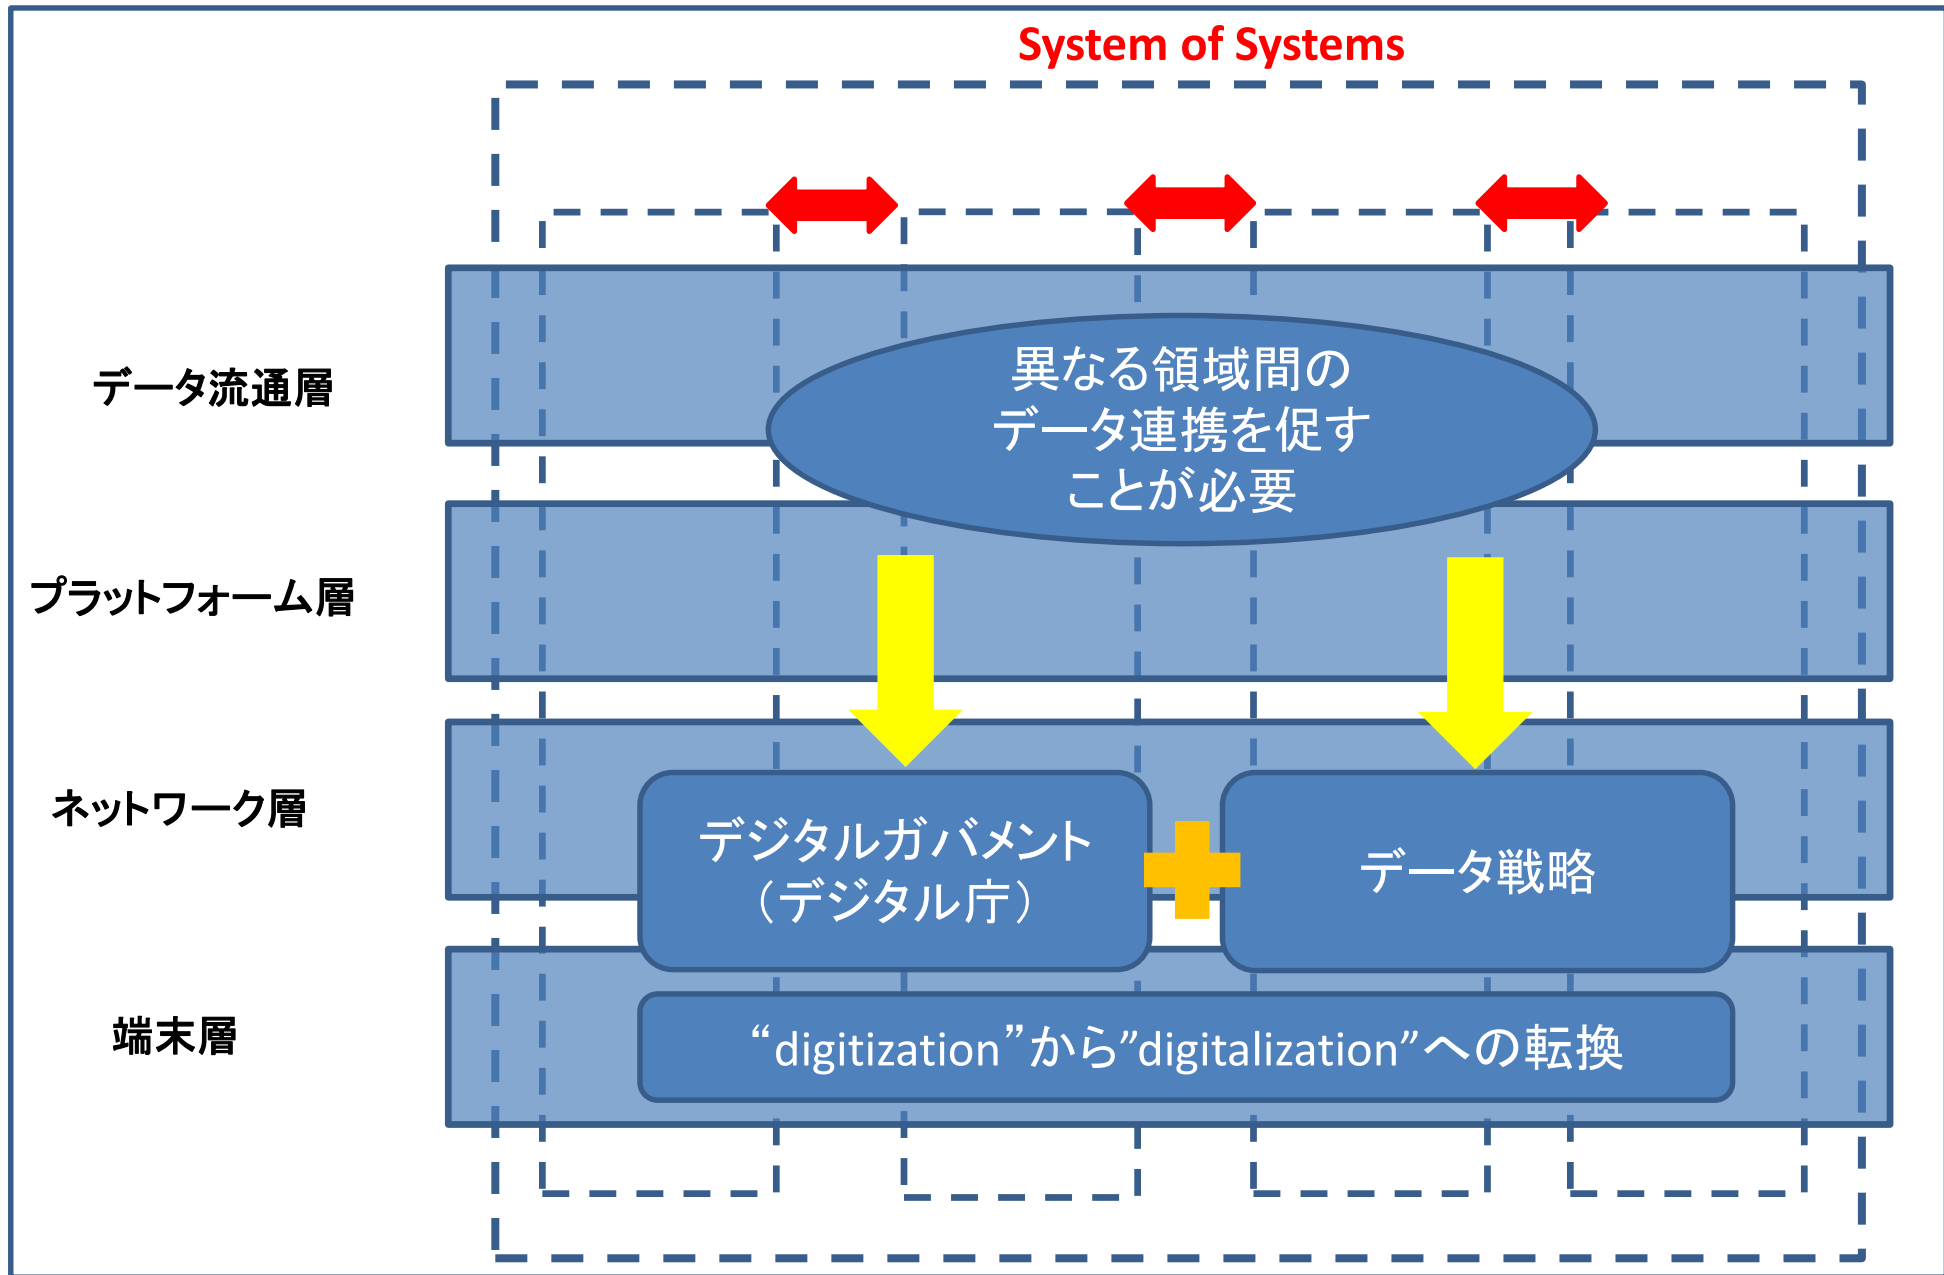 System of Systems
データ流通層
異なる領域間の
データ連携を促す
ことが必要
プラットフォーム層
ネットワーク層
デジタルガバメント
（デジタル庁）
データ戦略
端末層
“digitization”から”digitalization”への転換